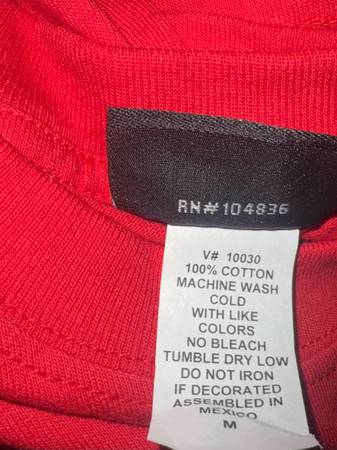 RN#104836
V# 10030
100% COTTON
MACHINE WASH
COLD
WITH LIKE
COLORS
NO BLEACH
TUMBLE DRY LOW
DO NOT IRON
IF DECORATED
ASSEMBLED IN
MEXICO
M